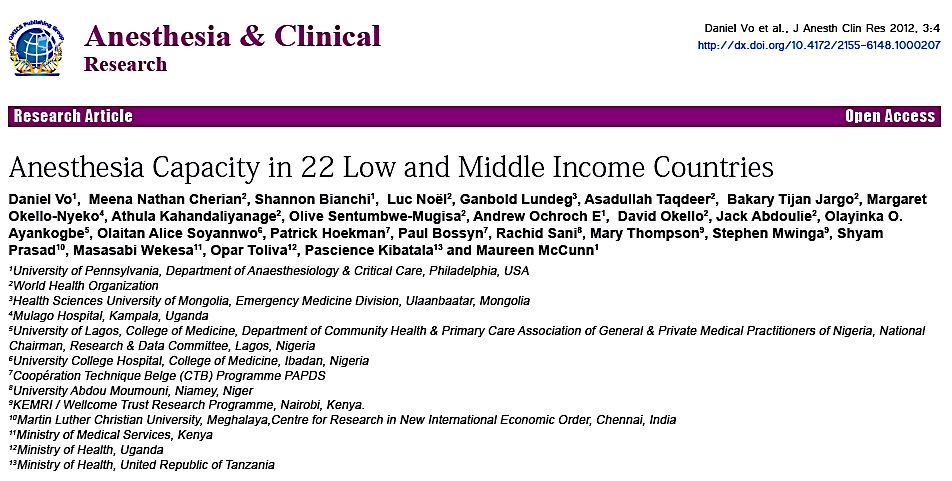 OMICS Publishing Group
Anesthesia & Clinical
Research
Daniel Vo et al., J Anesth Clin Res 2012, 3:4
http://dx.doi.org/10.4172/2155-6148.1000207
Research Article
Open Access
Anesthesia Capacity in 22 Low and Middle Income Countries
Daniel Vo¹, Meena Nathan Cherian², Shannon Bianchi¹, Luc Noël², Ganbold Lundeg³, Asadullah Taqdeer², Bakary Tijan Jargo², Margaret
Okello-Nyeko⁴, Athula Kahandaliyanage², Olive Sentumbwe-Mugisa², Andrew Ochroch E¹, David Okello², Jack Abdoulie², Olayinka O.
Ayankogbe⁵, Olaitan Alice Soyannwo⁶, Patrick Hoekman⁷, Paul Bossyn⁷, Rachid Sani⁸, Mary Thompson⁹, Stephen Mwinga⁹, Shyam
Prasad¹⁰, Masasabi Wekesa¹¹, Opar Toliva¹², Pascience Kibatala¹³ and Maureen McCunn¹
¹University of Pennsylvania, Department of Anaesthesiology & Critical Care, Philadelphia, USA
²World Health Organization
³Health Sciences University of Mongolia, Emergency Medicine Division, Ulaanbaatar, Mongolia
⁴Mulago Hospital, Kampala, Uganda
⁵University of Lagos, College of Medicine, Department of Community Health & Primary Care Association of General & Private Medical Practitioners of Nigeria, National
Chairman, Research & Data Committee, Lagos, Nigeria
⁶University College Hospital, College of Medicine, Ibadan, Nigeria
⁷Coopération Technique Belge (CTB) Programme PAPDS
⁸University Abdou Moumouni, Niamey, Niger
⁹KEMRI / Wellcome Trust Research Programme, Nairobi, Kenya.
¹⁰Martin Luther Christian University, Meghalaya,Centre for Research in New International Economic Order, Chennai, India
¹¹Ministry of Medical Services, Kenya
¹²Ministry of Health, Uganda
¹³Ministry of Health, United Republic of Tanzania